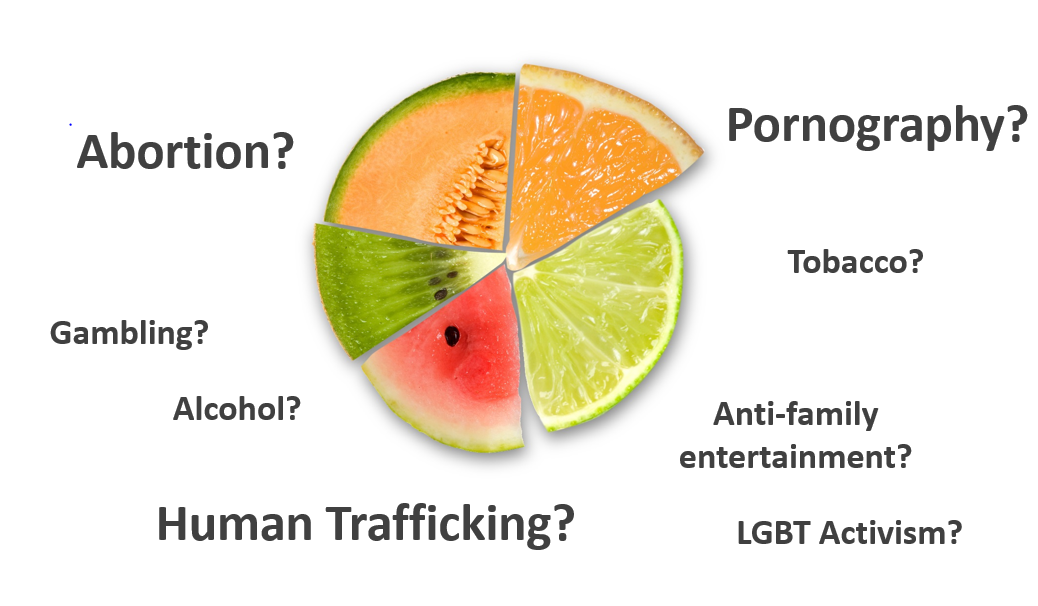 Pornography?
Abortion?
Tobacco?
Gambling?
Alcohol?
Anti-family
entertainment?
Human Trafficking?
LGBT Activism?